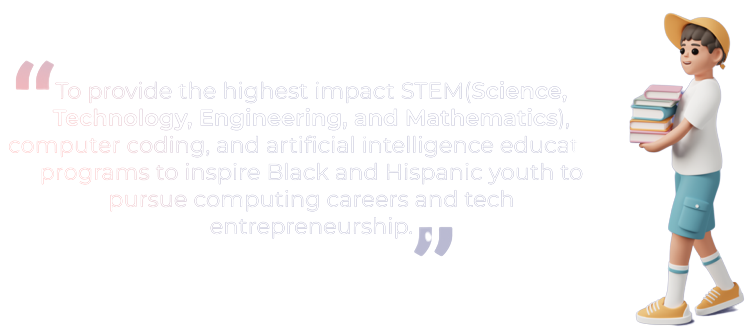 “To provide the highest impact STEM(Science,
Technology, Engineering, and Mathematics),
computer coding, and artificial intelligence educat
programs to inspire Black and Hispanic youth to
pursue computing careers and tech
entrepreneurship.”